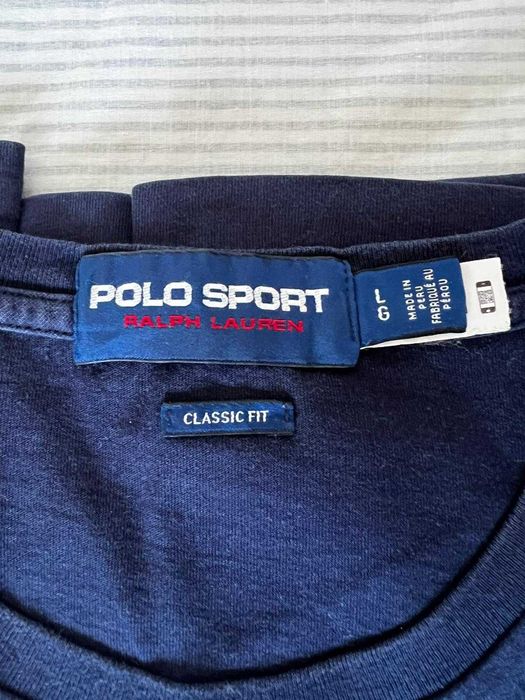 POLO SPORT
RALPH LAUREN
L
G
MADE IN
PERU
FABRIQUÉ AU
PÉROU
CLASSIC FIT